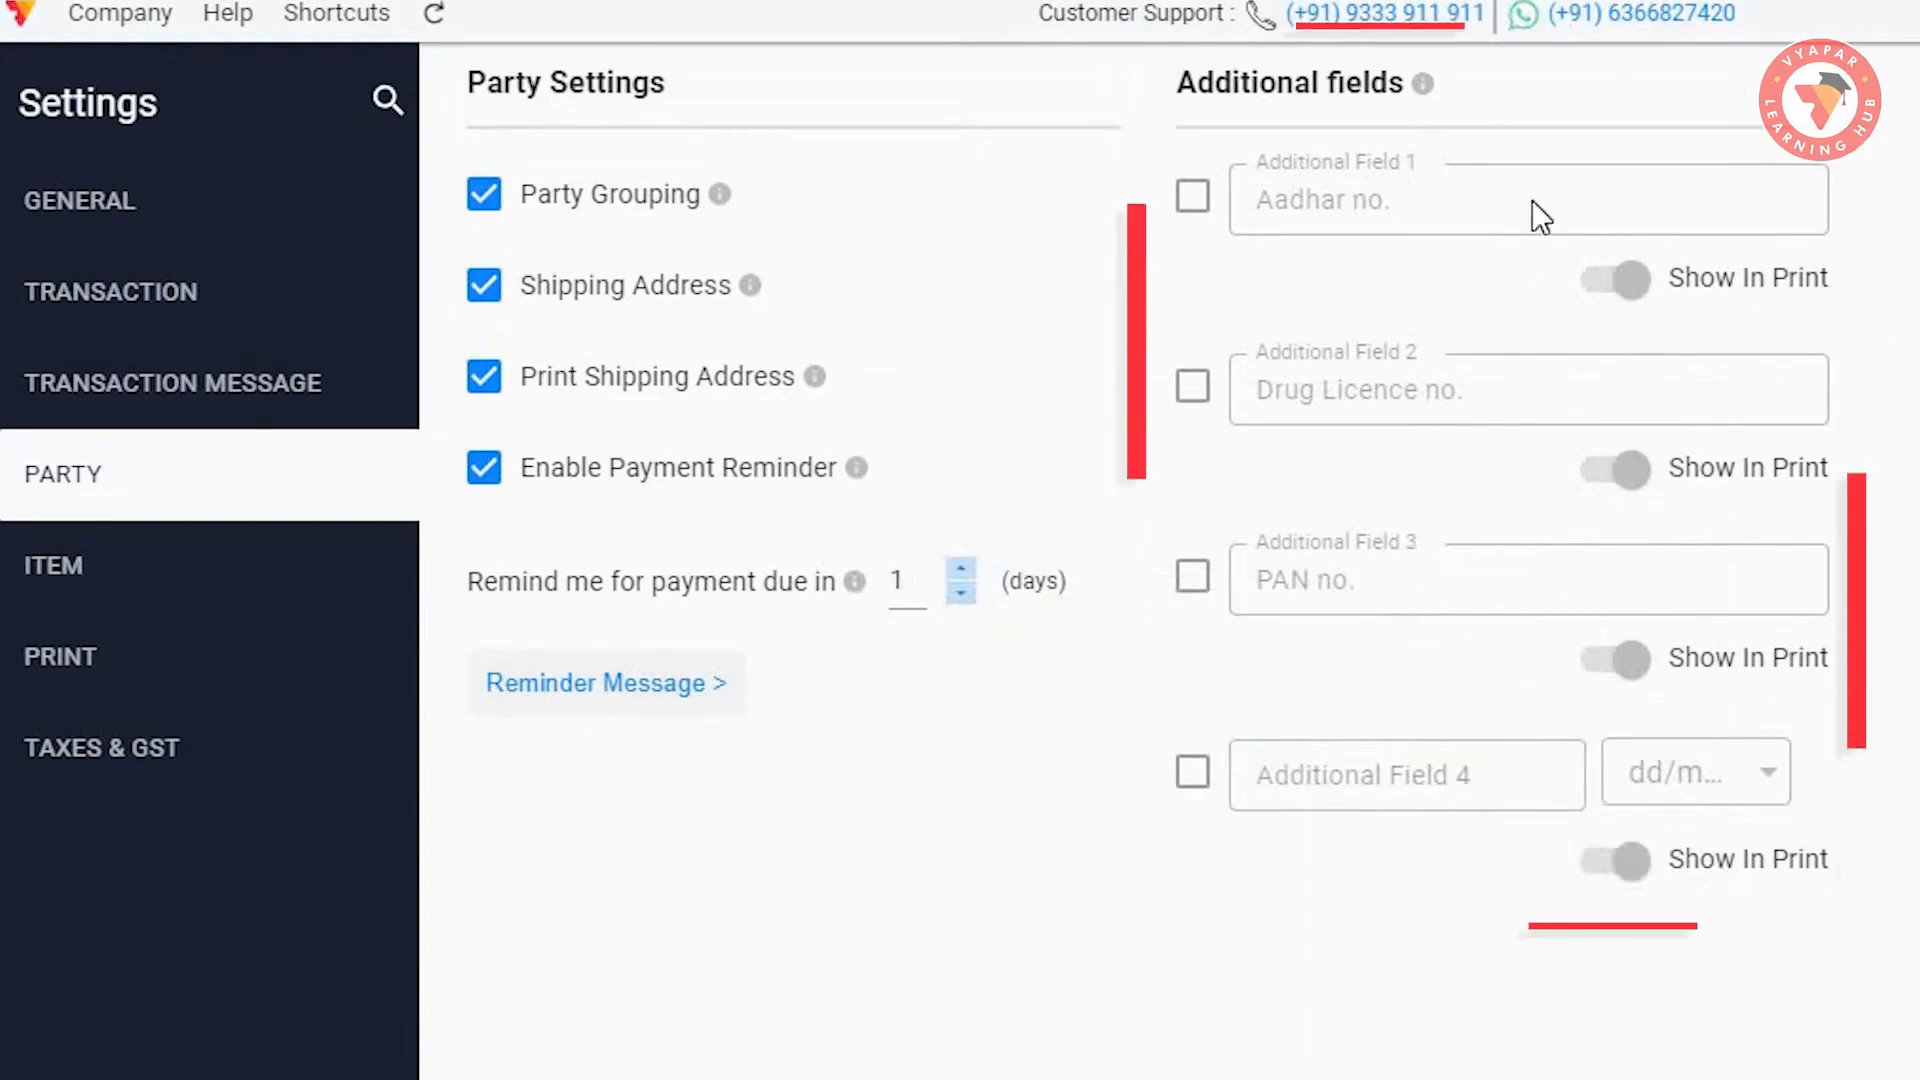 Company Help Shortcuts Customer Support : (+91) 9333 911 911 (+91) 6366827420
VYAPAR
LEARNING HUB
Settings
GENERAL
TRANSACTION
TRANSACTION MESSAGE
PARTY
ITEM
PRINT
TAXES & GST
Party Settings
Party Grouping
Shipping Address
Print Shipping Address
Enable Payment Reminder
Remind me for payment due in 1 (days)
Reminder Message >
Additional fields
Additional Field 1
Aadhar no.
Show In Print
Additional Field 2
Drug Licence no.
Show In Print
Additional Field 3
PAN no.
Show In Print
Additional Field 4 dd/m...
Show In Print